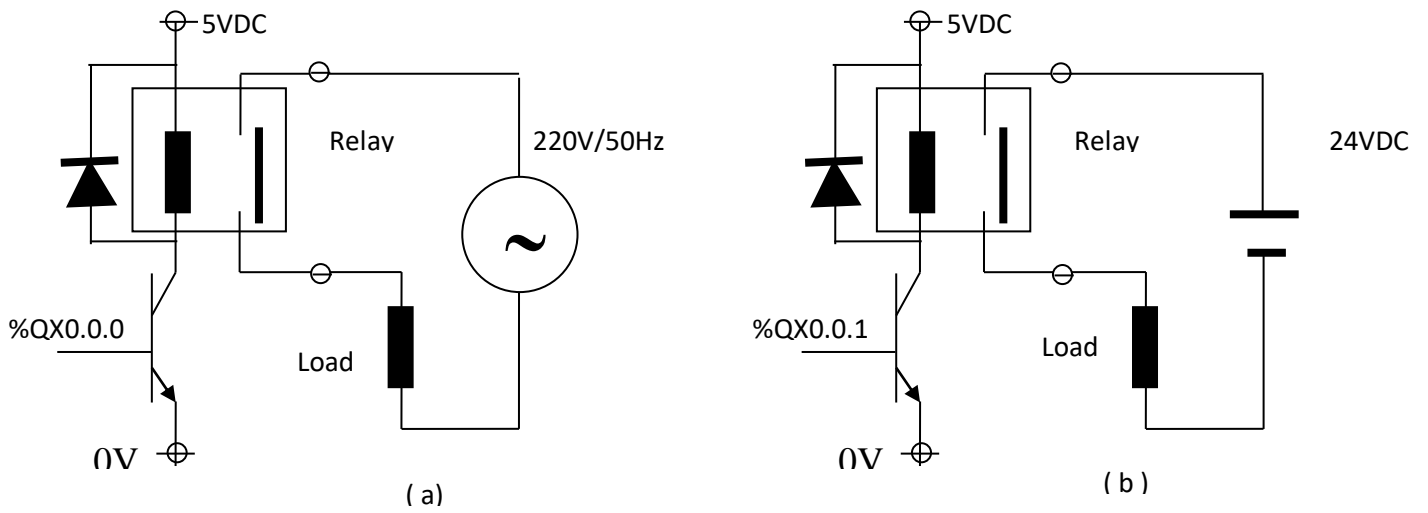 5VDC
Relay
220V/50Hz
~
%QX0.0.0
Load
0V
( a)
5VDC
Relay
24VDC
%QX0.0.1
Load
0V
( b )